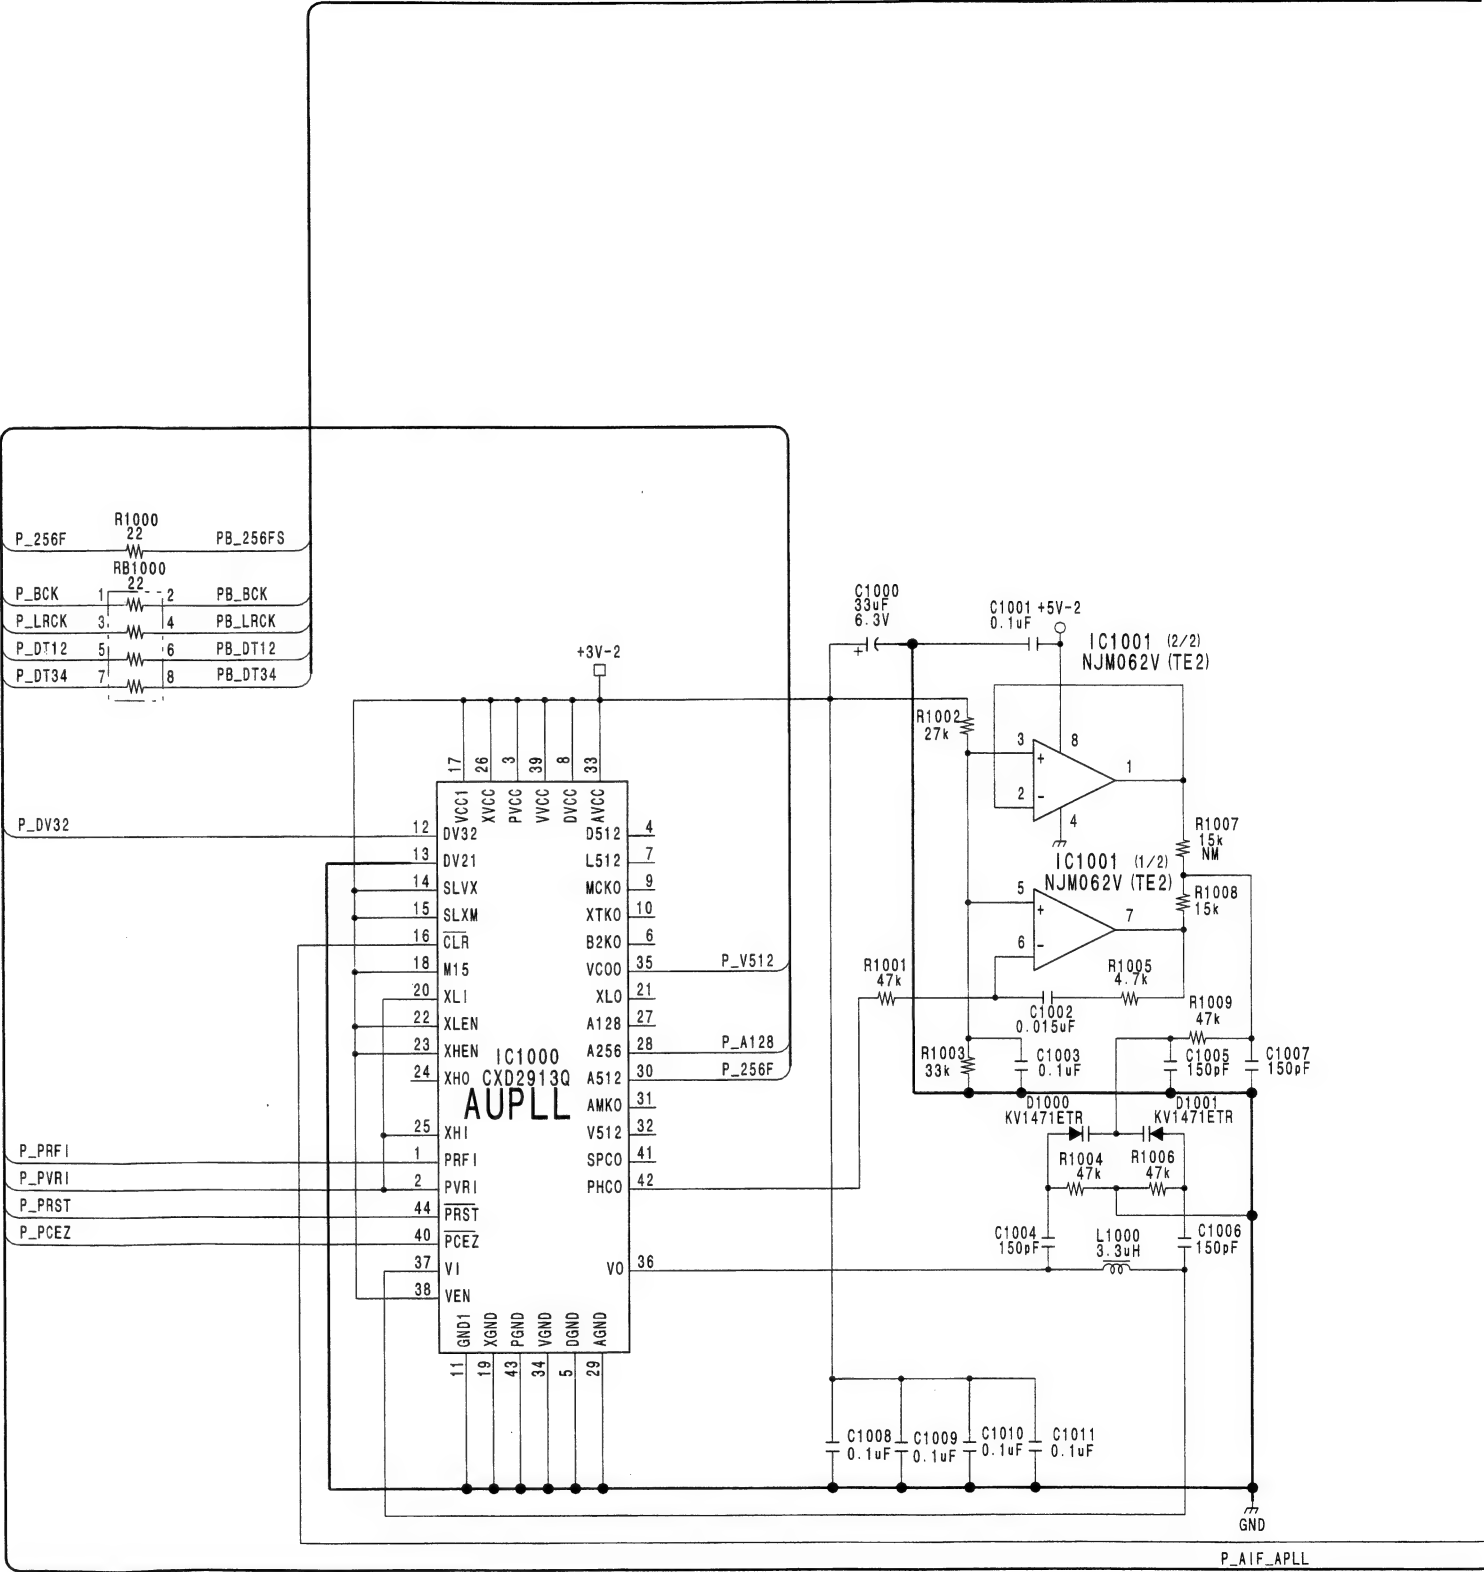 R1000
22
P_256F
PB_256FS
RB1000
22
P_BCK 1 2 PB_BCK
P_LRCK 3 4 PB_LRCK
P_DT12 5 6 PB_DT12
P_DT34 7 8 PB_DT34
C1000
33uF
6.3V
+
C1001
0.1uF
+5V-2
IC1001 (2/2)
NJM062V (TE2)
+3V-2
R1002
27k
3
+
2
-
8
4
1
17 26 3 39 8 33
VCC1 XVCC PVCC VVCC DVCC AVCC
R1007
15k
NM
IC1001 (1/2)
NJM062V (TE2)
R1008
15k
5
+
6
-
7
P_DV32
12 DV32
13 DV21
14 SLVX
15 SLXM
16 CLR
18 M15
20 XLI
22 XLEN
23 XHEN
24 XHO
25 XHI
P_PRFI 1 PRFI
P_PVRI 2 PVRI
P_PRST 44 PRST
P_PCEZ 40 PCEZ
37 VI
38 VEN
IC1000
CXD2913Q
AUPLL
D512 4
L512 7
MCKO 9
XTKO 10
B2KO 6
VCOO 35 P_V512
XLO 21
A128 27
A256 28 P_A128
A512 30 P_256F
AMKO 31
V512 32
SPCO 41
PHCO 42
VO 36
GND1 XGND PGND VGND DGND AGND
11 19 43 34 5 29
R1001
47k
C1002
0.015uF
R1005
4.7k
R1009
47k
R1003
33k
C1003
0.1uF
C1005
150pF
C1007
150pF
D1000
KV1471ETR
D1001
KV1471ETR
R1004
47k
R1006
47k
C1004
150pF
L1000
3.3uH
C1006
150pF
C1008
0.1uF
C1009
0.1uF
C1010
0.1uF
C1011
0.1uF
GND
P_AIF_APLL